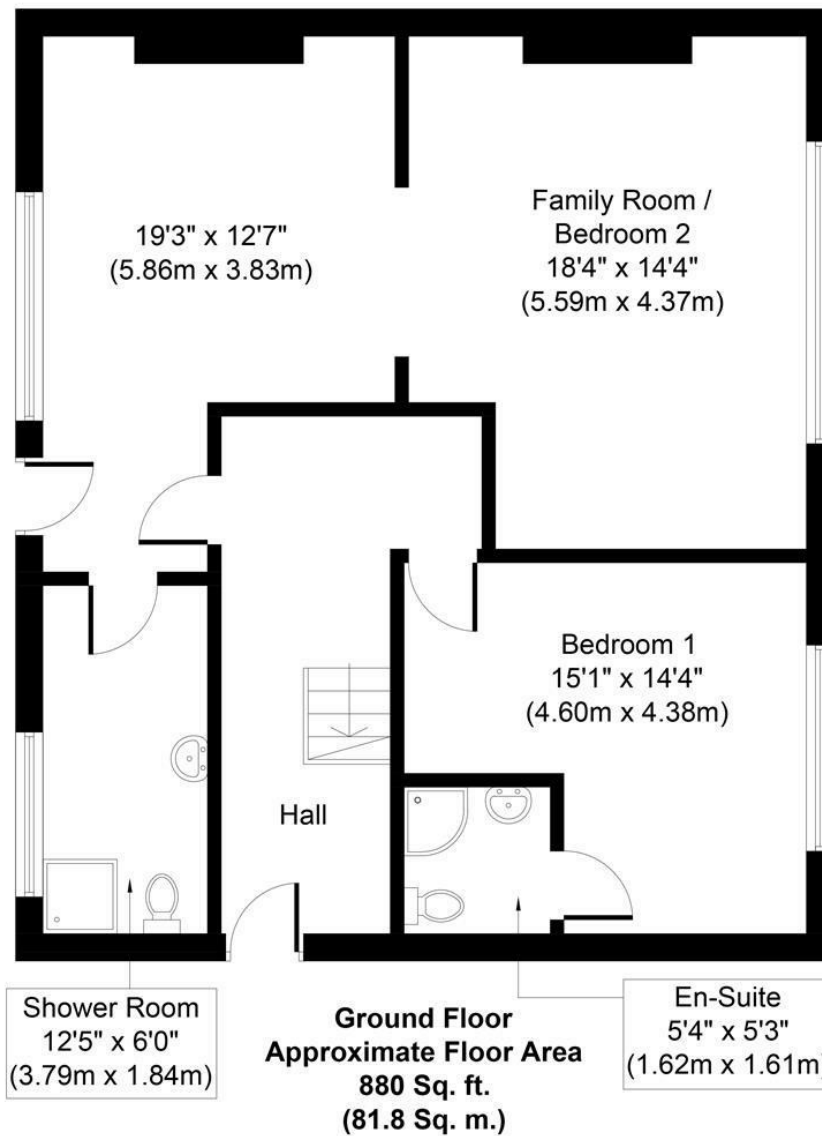 19'3" x 12'7"
(5.86m x 3.83m)
Family Room /
Bedroom 2
18'4" x 14'4"
(5.59m x 4.37m)
Bedroom 1
15'1" x 14'4"
(4.60m x 4.38m)
Hall
Shower Room
12'5" x 6'0"
(3.79m x 1.84m)
Ground Floor
Approximate Floor Area
880 Sq. ft.
(81.8 Sq. m.)
En-Suite
5'4" x 5'3"
(1.62m x 1.61m)